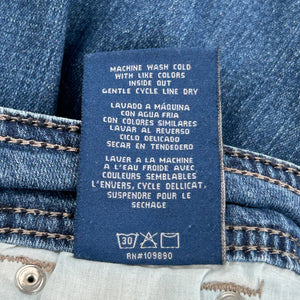 MACHINE WASH COLD
WITH LIKE COLORS
INSIDE OUT
GENTLE CYCLE LINE DRY
LAVADO A MÁQUINA
CON AGUA FRIA
CON COLORES SIMILARES
LAVAR AL REVERSO
CICLO DELICADO
SECAR EN TENDEDERO
LAVER A LA MACHINE
A L'EAU FROIDE AVEC
COULEURS SEMBLABLES
L'ENVERS, CYCLE DELLICAT,
SUSPENDRE POUR LE
SECHAGE
30
RN#109890